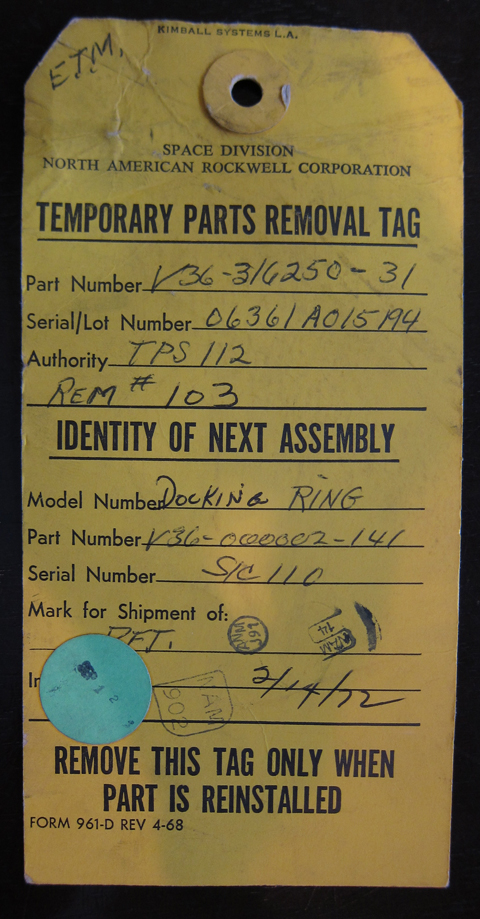 KIMBALL SYSTEMS L.A.
E.T.M.
SPACE DIVISION
NORTH AMERICAN ROCKWELL CORPORATION
TEMPORARY PARTS REMOVAL TAG
Part Number V36-316250-31
Serial/Lot Number 06361A015194
Authority TPS 112
REM # 103
IDENTITY OF NEXT ASSEMBLY
Model Number DOCKING RING
Part Number V36-000002-141
Serial Number S/C 110
Mark for Shipment of:
2/14/72
NAM
902
REMOVE THIS TAG ONLY WHEN
PART IS REINSTALLED
FORM 961-D REV 4-68